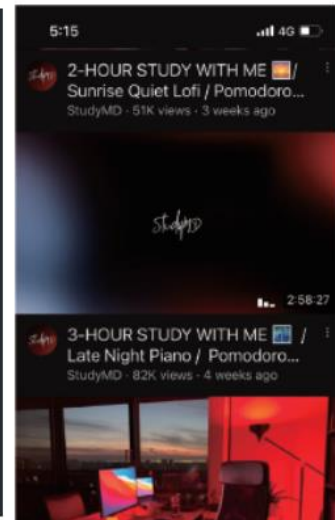 5:15
4G
2-HOUR STUDY WITH ME 🌅/
Sunrise Quiet Lofi / Pomodoro...
StudyMD · 51K views · 3 weeks ago
StudyMD
2:58:27
3-HOUR STUDY WITH ME 🌃 /
Late Night Piano / Pomodoro...
StudyMD · 82K views · 4 weeks ago